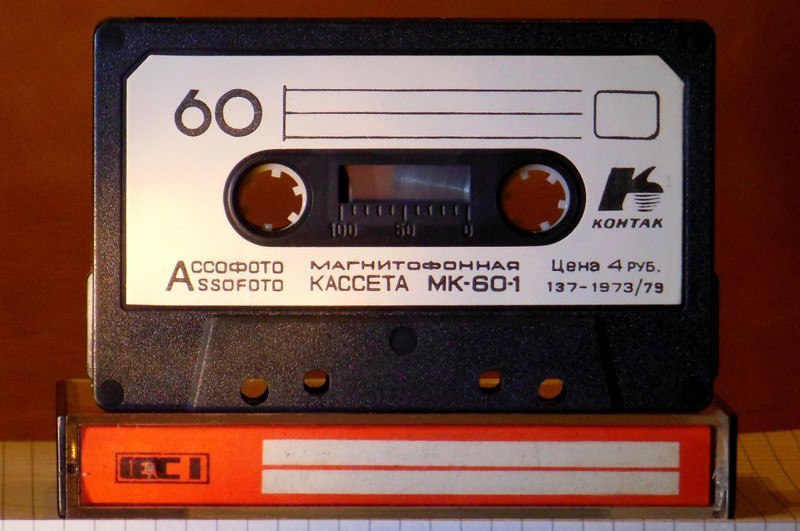 60
КОНТАК
100 50 0
АССОФОТО
ASSOFOTO
МАГНИТОФОННАЯ
КАССЕТА МК-60-1
Цена 4 РУБ.
137-1973/79